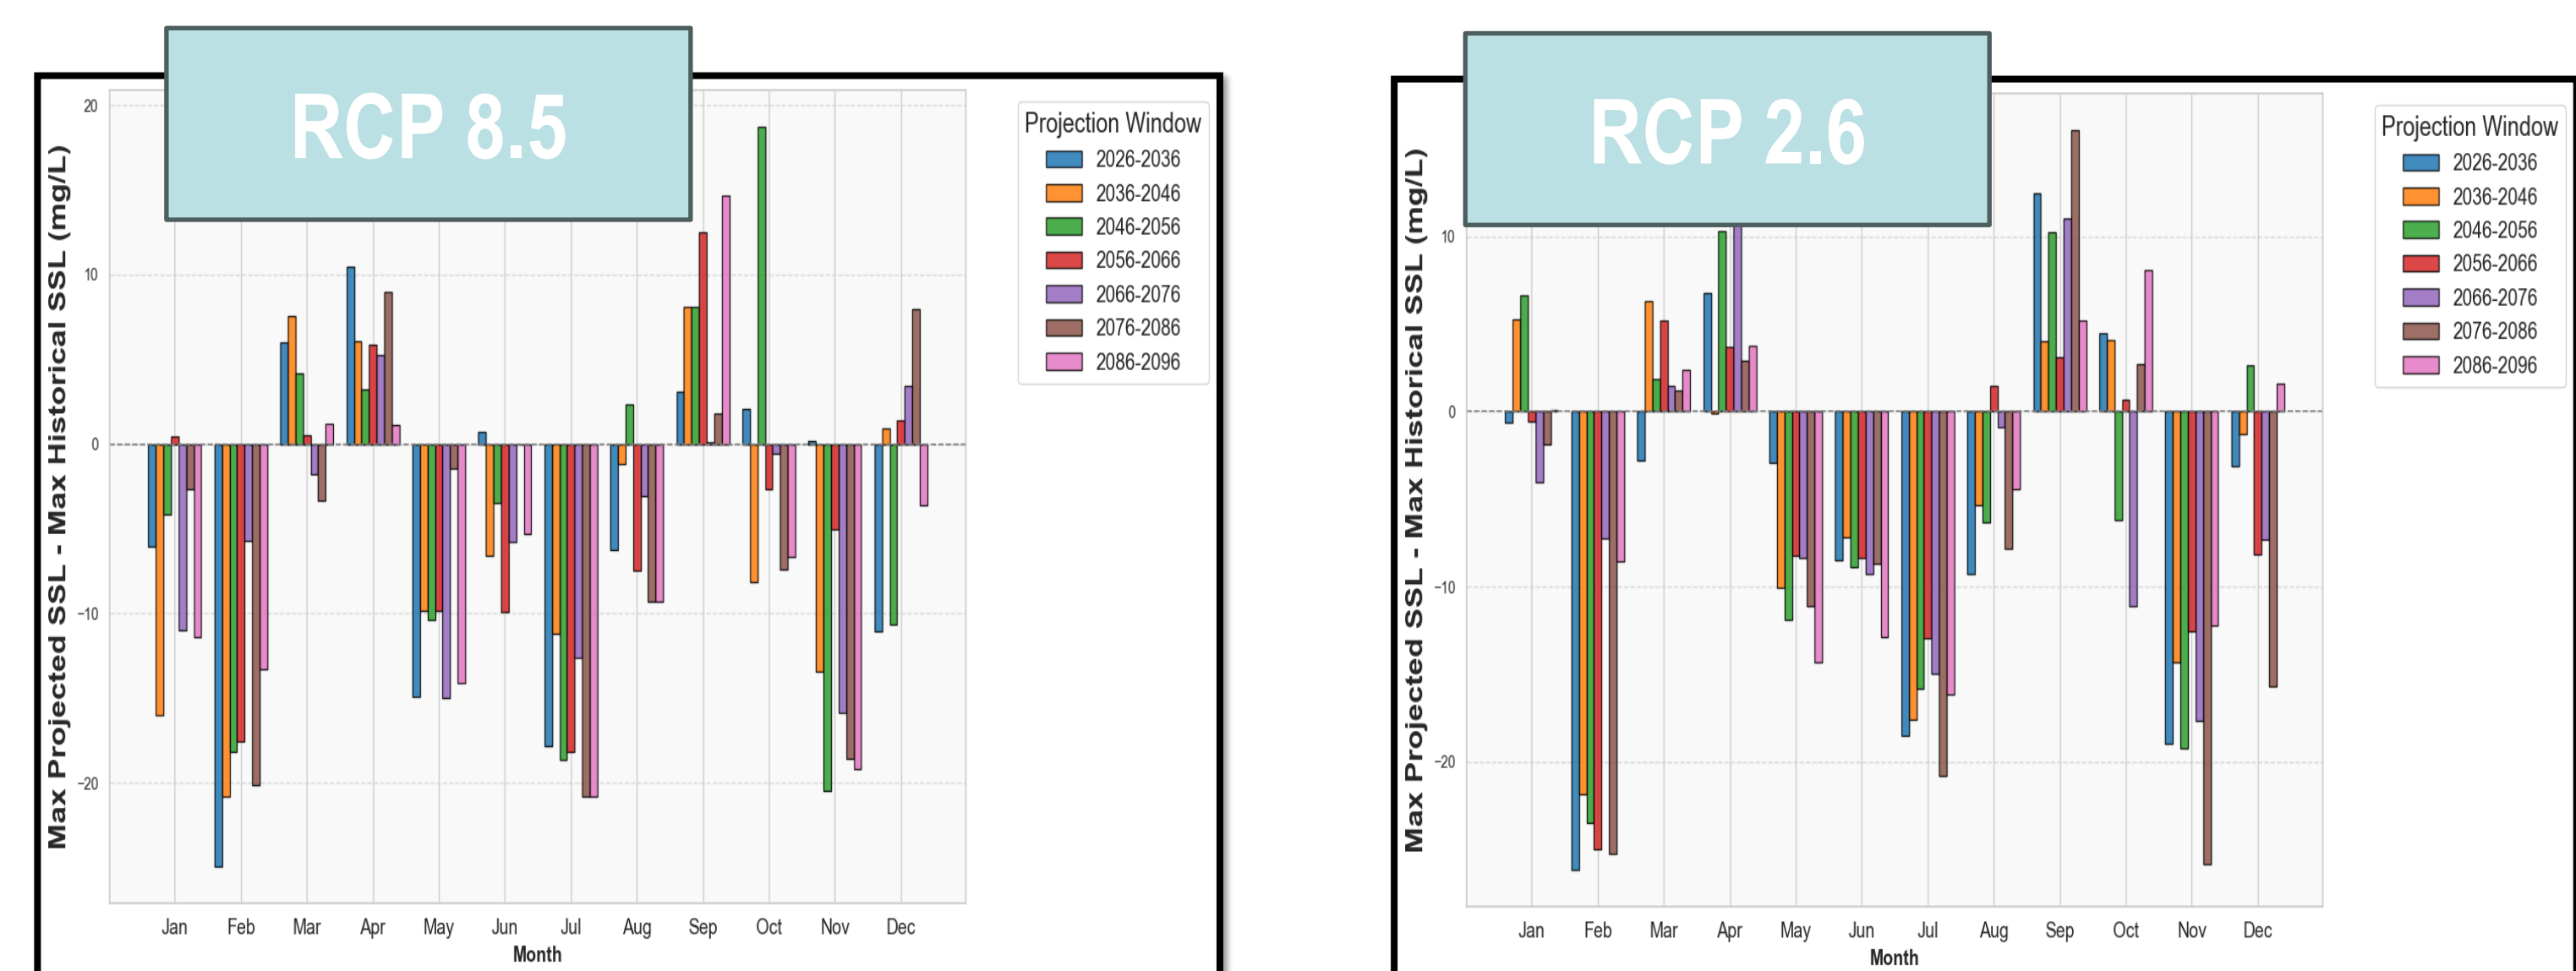 RCP 8.5
Max Projected SSL - Max Historical SSL (mg/L)
20
10
0
−10
−20
Jan Feb Mar Apr May Jun Jul Aug Sep Oct Nov Dec
Month
Projection Window
2026-2036
2036-2046
2046-2056
2056-2066
2066-2076
2076-2086
2086-2096
RCP 2.6
Max Projected SSL - Max Historical SSL (mg/L)
10
0
−10
−20
Jan Feb Mar Apr May Jun Jul Aug Sep Oct Nov Dec
Month
Projection Window
2026-2036
2036-2046
2046-2056
2056-2066
2066-2076
2076-2086
2086-2096